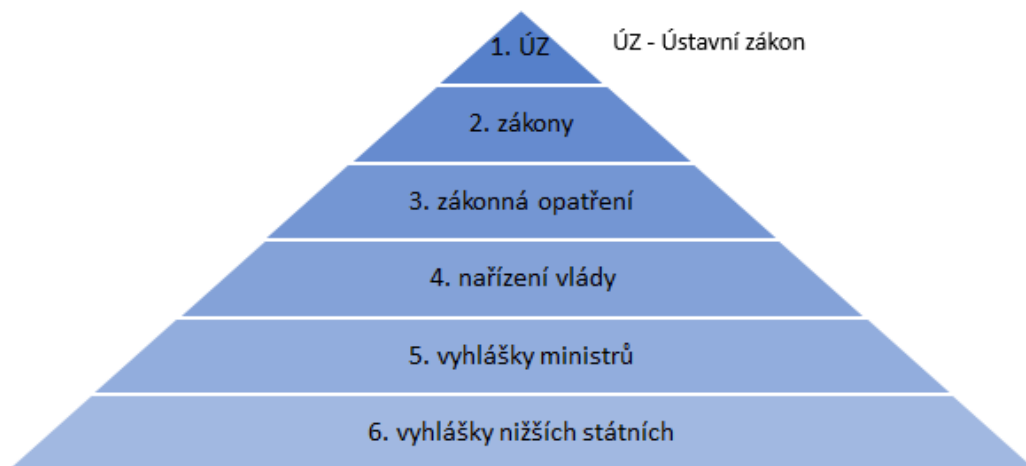 1. ÚZ
ÚZ - Ústavní zákon
2. zákony
3. zákonná opatření
4. nařízení vlády
5. vyhlášky ministrů
6. vyhlášky nižších státních